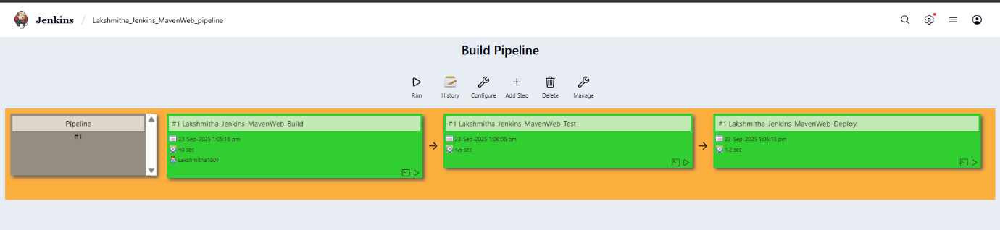 Jenkins / Lakshmitha_Jenkins_MavenWeb_pipeline
Build Pipeline
Run History Configure Add Step Delete Manage
Pipeline
#1
#1 Lakshmitha_Jenkins_MavenWeb_Build
23-Sep-2025 1:05:18 pm
40 sec
Lakshmitha1807
#1 Lakshmitha_Jenkins_MavenWeb_Test
23-Sep-2025 1:06:08 pm
4.5 sec
#1 Lakshmitha_Jenkins_MavenWeb_Deploy
23-Sep-2025 1:06:18 pm
1.2 sec